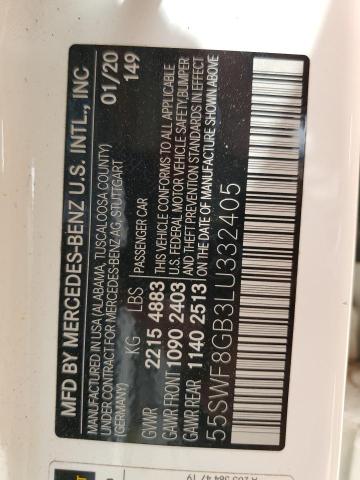 MFD BY MERCEDES-BENZ U.S. INTL., INC
01/20
149
MANUFACTURED IN USA (ALABAMA, TUSCALOOSA COUNTY)
UNDER CONTRACT FOR MERCEDES-BENZ AG, STUTTGART
(GERMANY)
KG LBS PASSENGER CAR
GVWR 2215 4883
GAWR FRONT 1090 2403
GAWR REAR 1140 2513
THIS VEHICLE CONFORMS TO ALL APPLICABLE
U.S. FEDERAL MOTOR VEHICLE SAFETY,BUMPER
AND THEFT PREVENTION STANDARDS IN EFFECT
ON THE DATE OF MANUFACTURE SHOWN ABOVE
55SWF8GB3LU332405